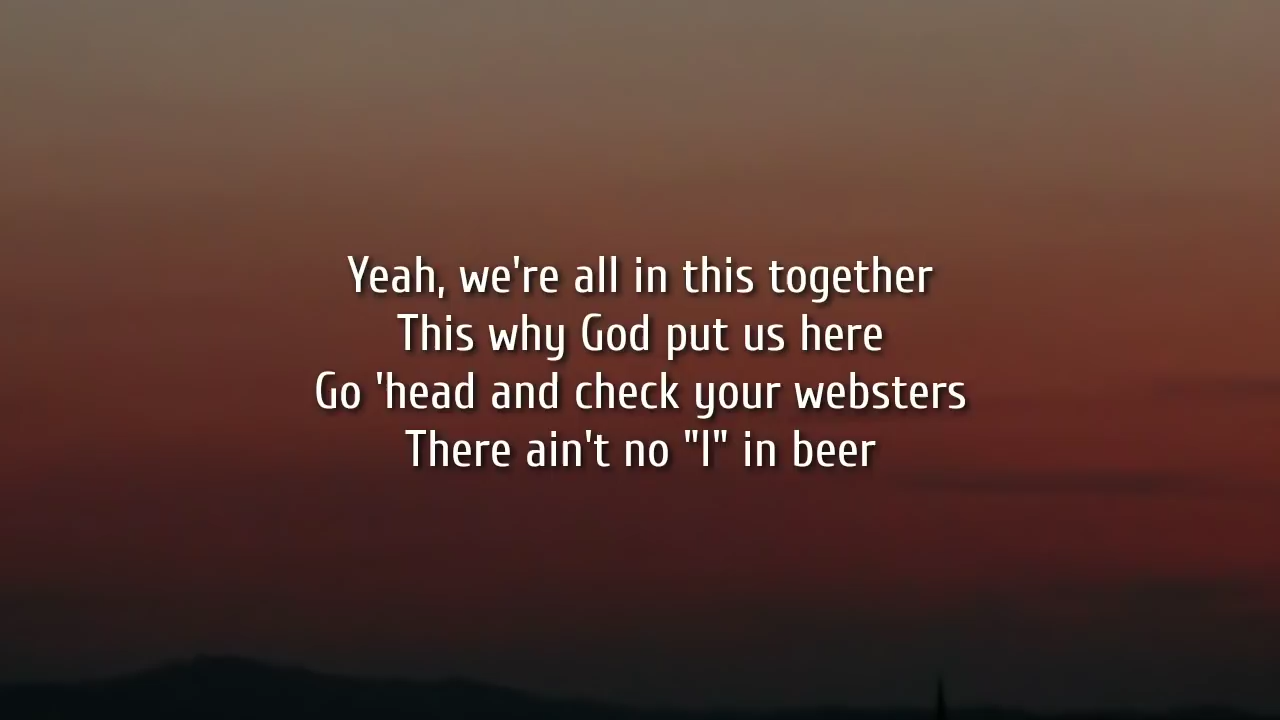 Yeah, we're all in this together
This why God put us here
Go 'head and check your websters
There ain't no "I" in beer